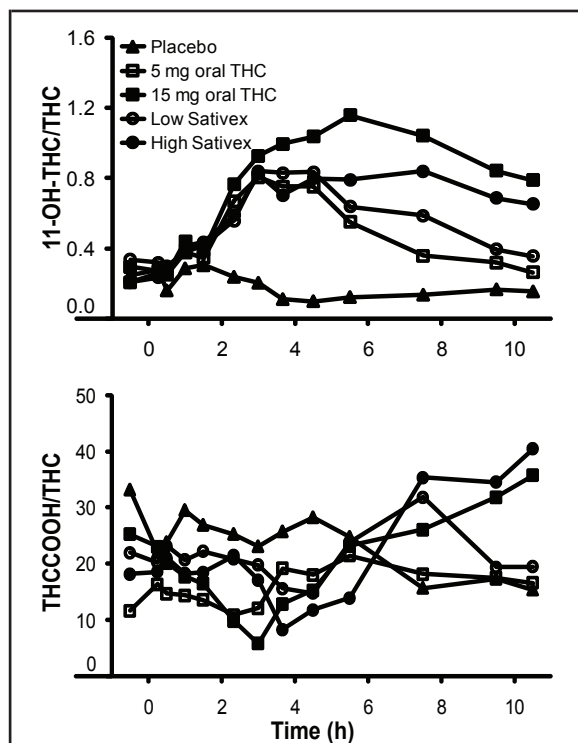 11-OH-THC/THC
1.6
1.2
0.8
0.4
0.0
Placebo
5 mg oral THC
15 mg oral THC
Low Sativex
High Sativex
0 2 4 6 8 10
THCCOOH/THC
50
40
30
20
10
0
0 2 4 6 8 10
Time (h)